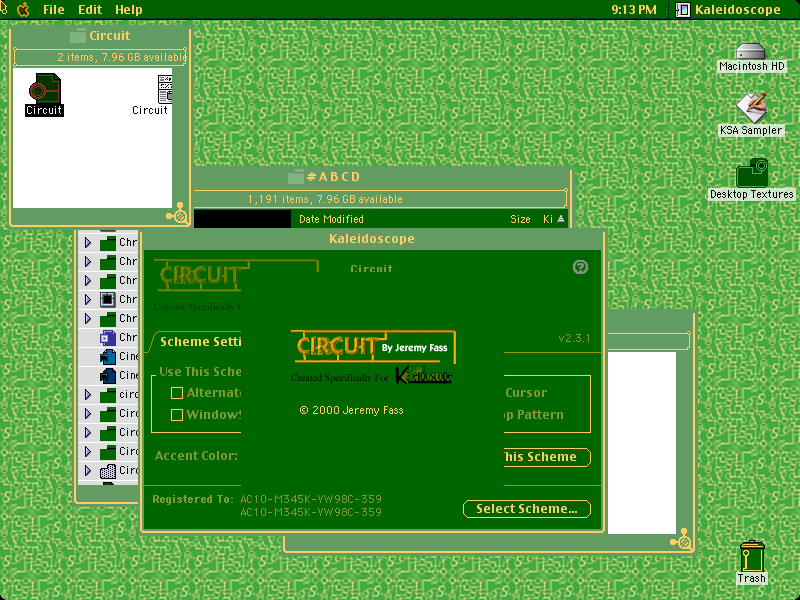 File Edit Help
9:13 PM Kaleidoscope
Circuit
2 items, 7.96 GB available
Circuit
Circuit
Macintosh HD
KSA Sampler
Desktop Textures
Trash
#ABCD
1,191 items, 7.96 GB available
Date Modified Size Ki
Chr
Chr
Chr
Chr
Chr
Chr
Cine
Cine
circ
Circ
Circ
Circ
Circ
Kaleidoscope
CIRCUIT
Circuit
Created Specifically
Scheme Setti
v2.3.1
Use This Sche
Alternat
WindowS
Cursor
op Pattern
Accent Color:
This Scheme
CIRCUIT By Jeremy Fass
Created Specifically For Kaleidoscope
© 2000 Jeremy Fass
Registered To: AC10-M345K-YW98C-359
AC10-M345K-YW98C-359
Select Scheme...